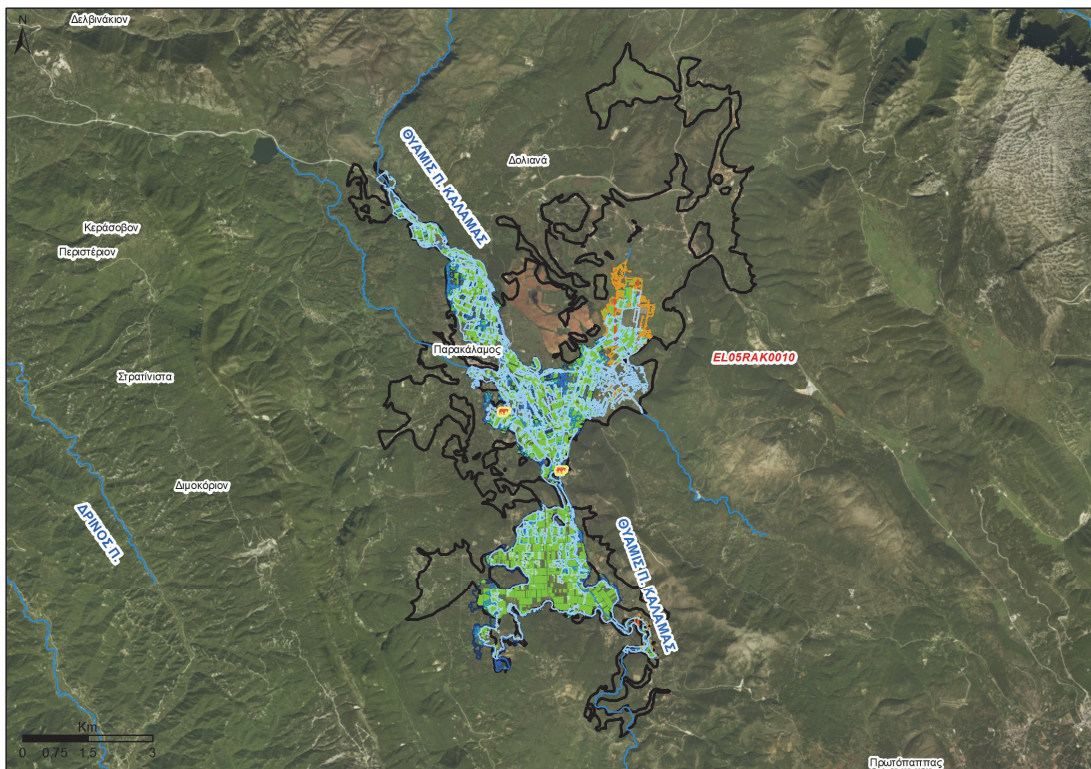 Δελβινάκιον
N
ΘΥΑΜΙΣ Π. ΚΑΛΑΜΑΣ
Δολιανά
Κεράσοβον
Περιστέριον
Παρακάλαμος
EL05RAK0010
Στρατίνιστα
Διμοκόριον
ΔΡΙΝΟΣ Π.
ΘΥΑΜΙΣ Π. ΚΑΛΑΜΑΣ
Km
0 0,75 1,5 3
Πρωτόπαππας